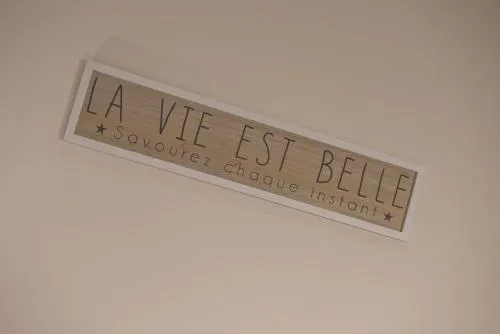 LA VIE EST BELLE
★ Savourez chaque instant ★